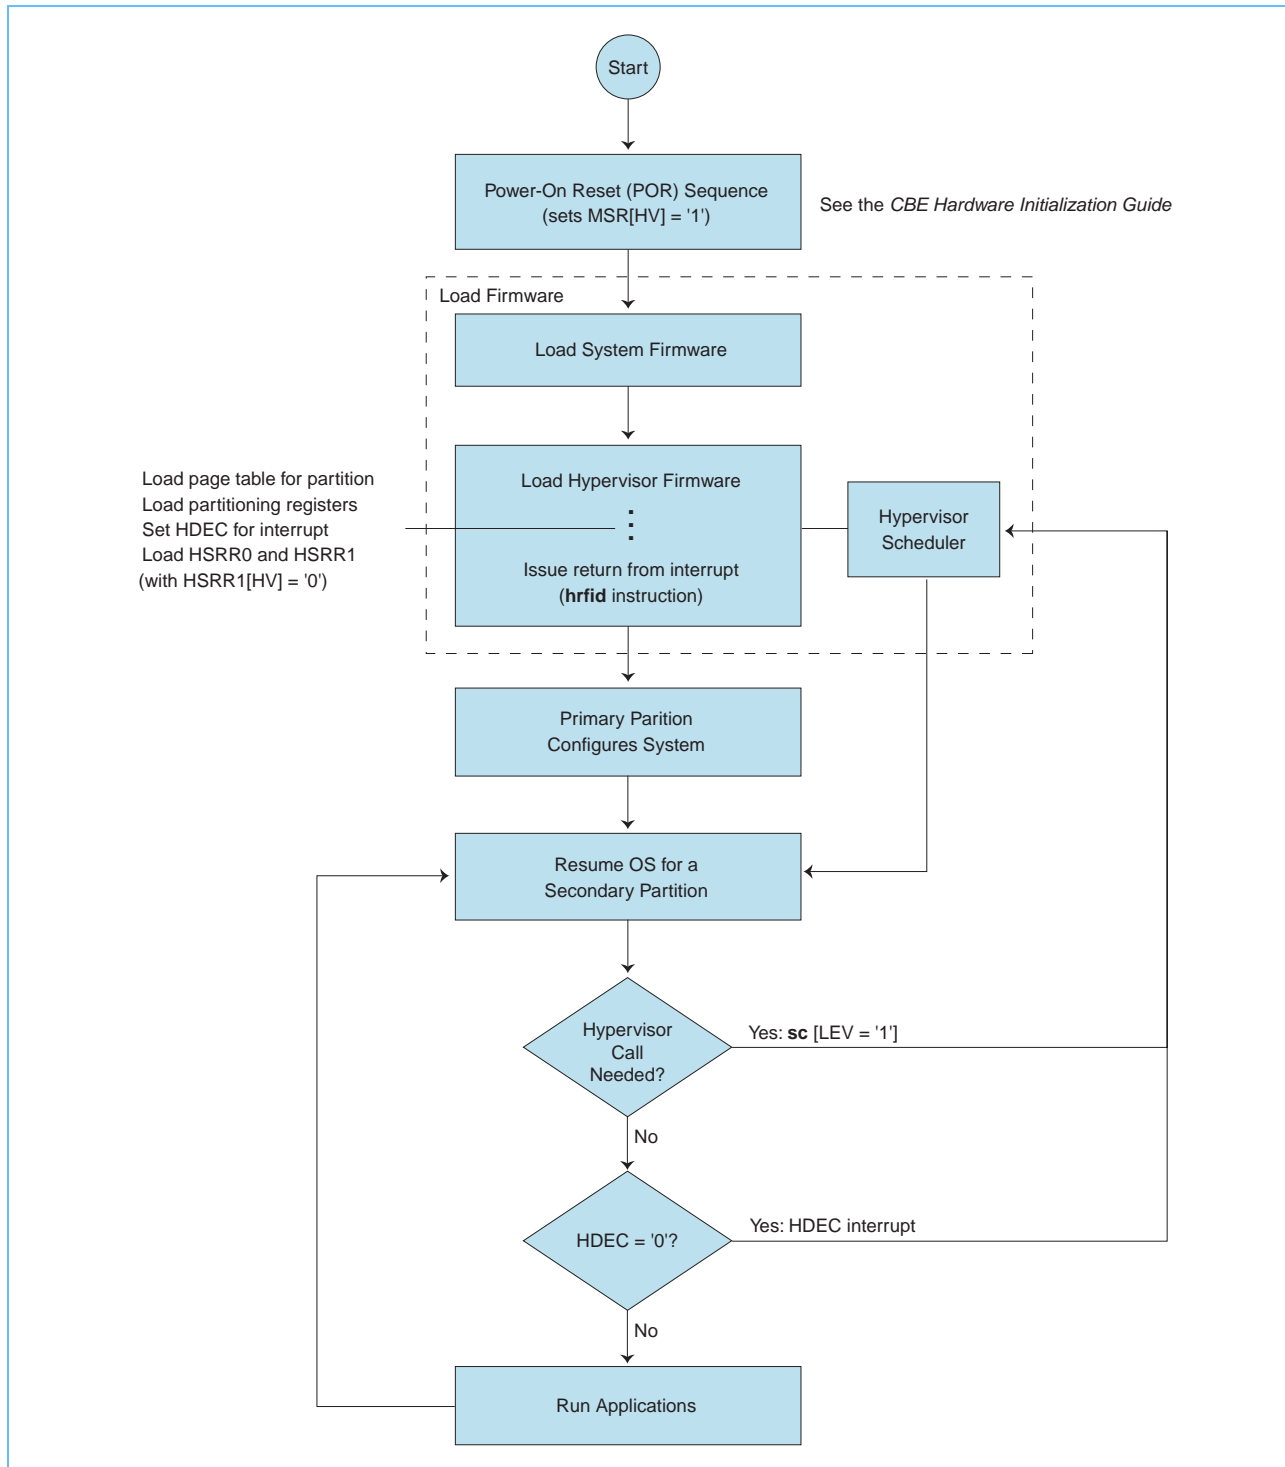 Start
Power-On Reset (POR) Sequence
(sets MSR[HV] = '1')
See the CBE Hardware Initialization Guide
Load Firmware
Load System Firmware
Load page table for partition
Load partitioning registers
Set HDEC for interrupt
Load HSRR0 and HSRR1
(with HSRR1[HV] = '0')
Load Hypervisor Firmware
Issue return from interrupt
(hrfid instruction)
Hypervisor
Scheduler
Primary Parition
Configures System
Resume OS for a
Secondary Partition
Hypervisor
Call
Needed?
Yes: sc [LEV = '1']
No
HDEC = '0'?
Yes: HDEC interrupt
No
Run Applications